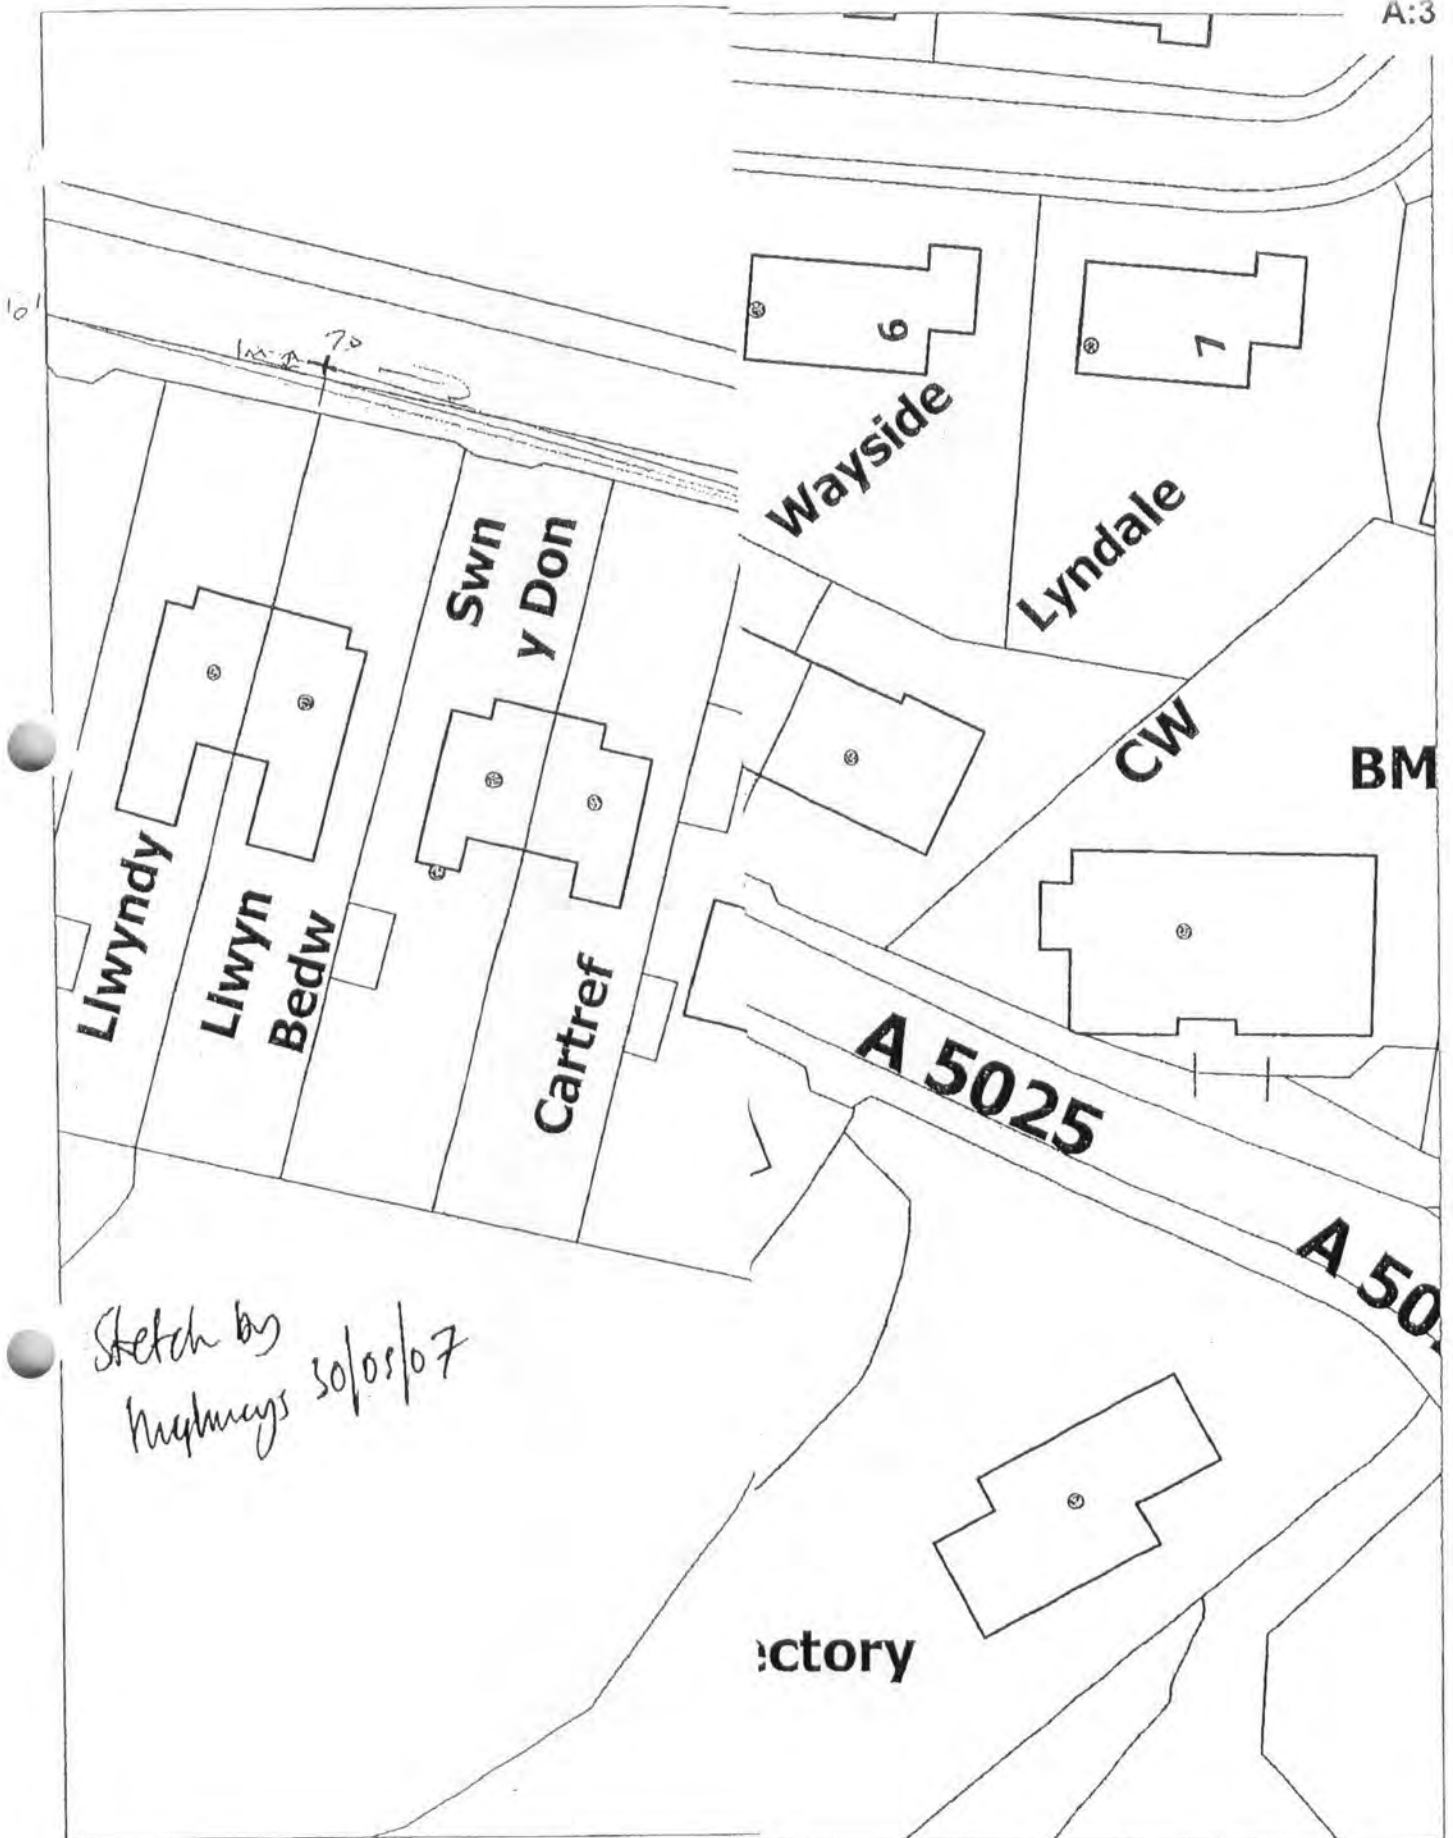 A:3
6
7
Wayside
Lyndale
Swn
y Don
CW
BM
Llwyndy
Llwyn
Bedw
Cartref
A 5025
A 50
ectory
Sketch by
Highways 30/05/07